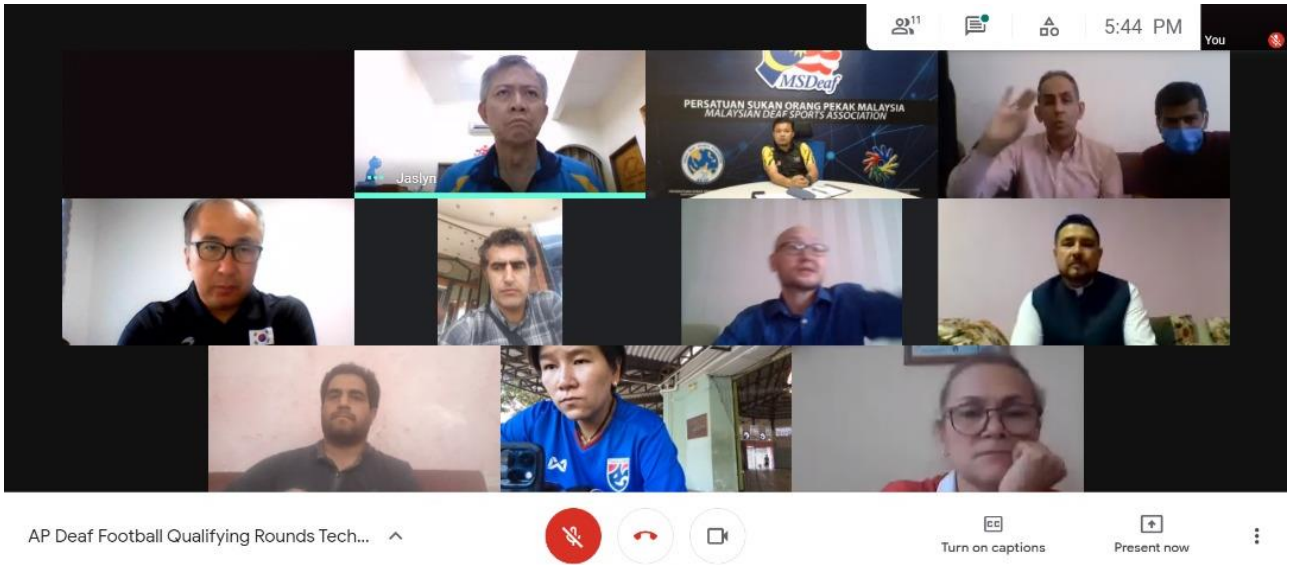 11
5:44 PM
You
Jaslyn
MSDeaf
PERSATUAN SUKAN ORANG PEKAK MALAYSIA
MALAYSIAN DEAF SPORTS ASSOCIATION
AP Deaf Football Qualifying Rounds Tech...
CC
Turn on captions
Present now